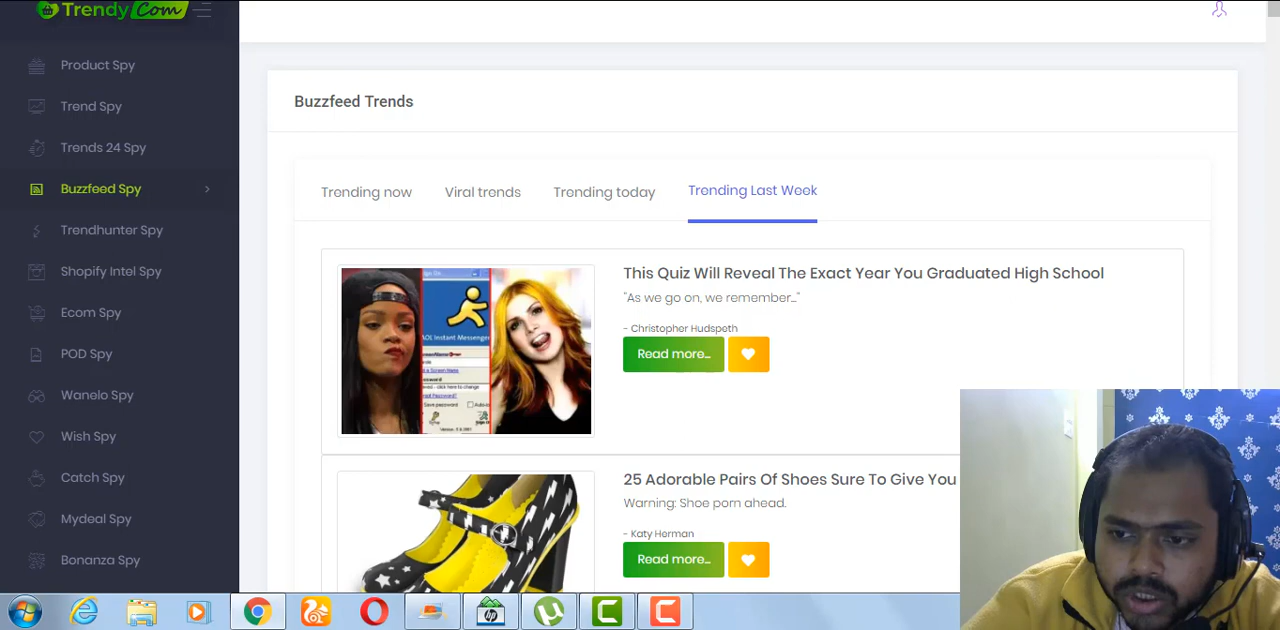 TrendyCom
Product Spy
Trend Spy
Trends 24 Spy
Buzzfeed Spy
Trendhunter Spy
Shopify Intel Spy
Ecom Spy
POD Spy
Wanelo Spy
Wish Spy
Catch Spy
Mydeal Spy
Bonanza Spy
Buzzfeed Trends
Trending now
Viral trends
Trending today
Trending Last Week
This Quiz Will Reveal The Exact Year You Graduated High School
"As we go on, we remember..."
- Christopher Hudspeth
Read more...
25 Adorable Pairs Of Shoes Sure To Give You
Warning: Shoe porn ahead.
- Katy Herman
Read more...